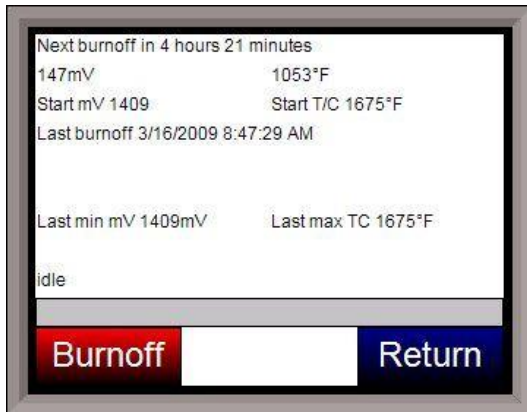 Next burnoff in 4 hours 21 minutes
147mV 1053°F
Start mV 1409 Start T/C 1675°F
Last burnoff 3/16/2009 8:47:29 AM
Last min mV 1409mV Last max TC 1675°F
idle
Burnoff Return